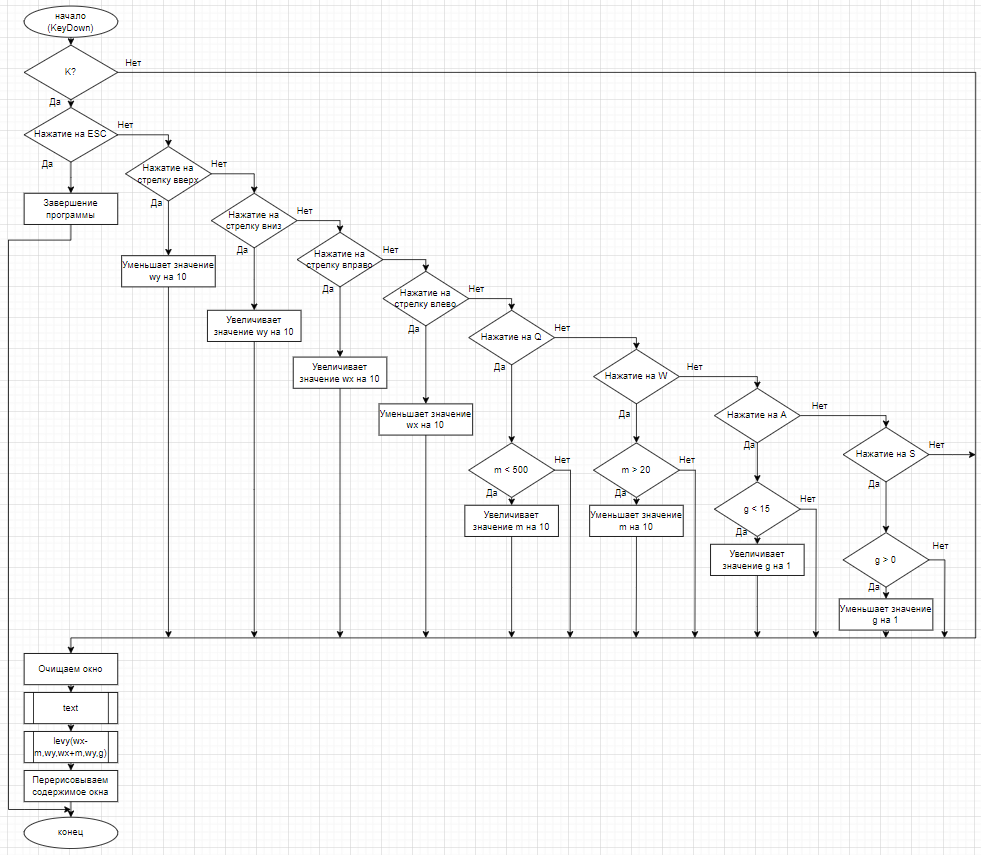 начало
(KeyDown)
Нет
K?
Да
Нет
Нажатие на ESC
Да
Нет
Нажатие на
стрелку вверх
Да
Завершение
программы
Нет
Нажатие на
стрелку вниз
Да
Нет
Нажатие на
стрелку вправо
Да
Уменьшает значение
wy на 10
Нет
Нажатие на
стрелку влево
Да
Увеличивает
значение wy на 10
Нет
Нажатие на Q
Да
Увеличивает
значение wx на 10
Нет
Нажатие на W
Да
Уменьшает значение
wx на 10
Нет
Нажатие на A
Да
Нет
Нажатие на S
Да
Нет
m < 500
Да
Увеличивает
значение m на 10
Нет
m > 20
Да
Уменьшает значение
m на 10
Нет
g < 15
Да
Увеличивает
значение g на 1
Нет
g > 0
Да
Уменьшает значение
g на 1
Очищаем окно
text
levy(wx-
m,wy,wx+m,wy,g)
Перерисовываем
содержимое окна
конец